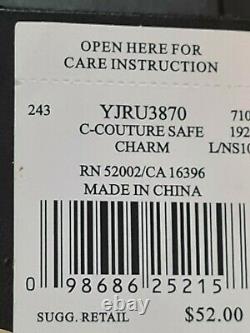 OPEN HERE FOR
CARE INSTRUCTION
243 YJRU3870 710
C-COUTURE SAFE 192
CHARM L/NS10
RN 52002/CA 16396
MADE IN CHINA
0 98686 25215
SUGG. RETAIL $52.00